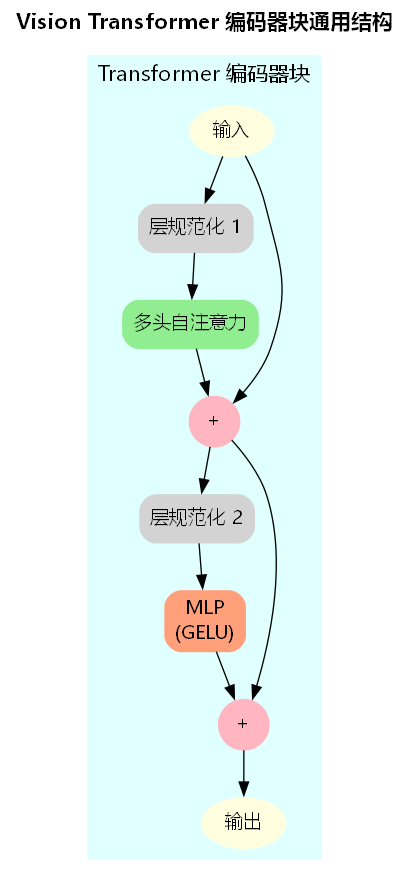 Vision Transformer 编码器块通用结构
Transformer 编码器块
输入
层规范化 1
多头自注意力
+
层规范化 2
MLP
(GELU)
+
输出